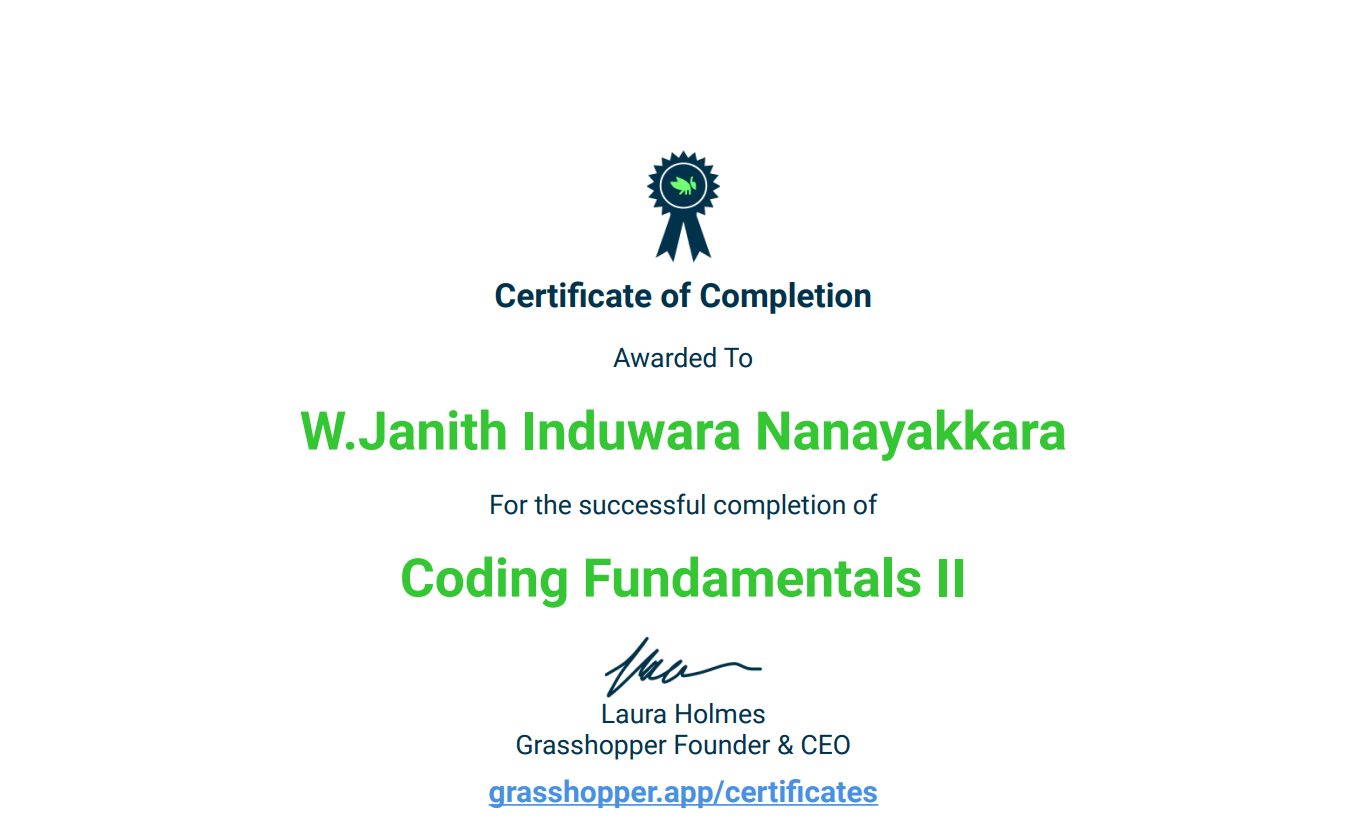 Certificate of Completion
Awarded To
W.Janith Induwara Nanayakkara
For the successful completion of
Coding Fundamentals II
Laura Holmes
Grasshopper Founder & CEO
grasshopper.app/certificates